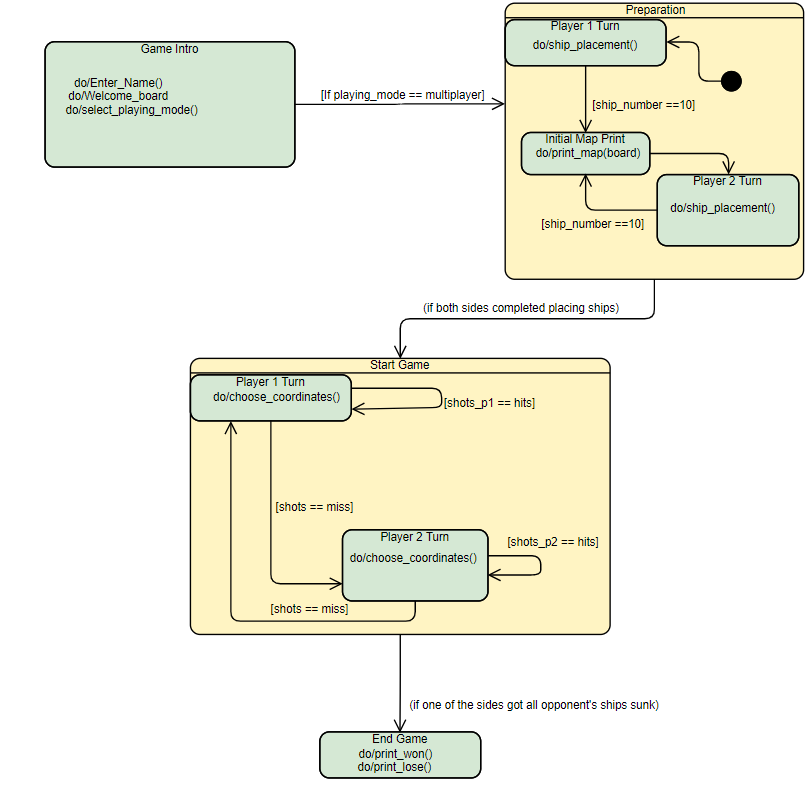 Game Intro
do/Enter_Name()
do/Welcome_board
do/select_playing_mode()
[If playing_mode == multiplayer]
Preparation
Player 1 Turn
do/ship_placement()
[ship_number ==10]
Initial Map Print
do/print_map(board)
Player 2 Turn
do/ship_placement()
[ship_number ==10]
(if both sides completed placing ships)
Start Game
Player 1 Turn
do/choose_coordinates()
[shots_p1 == hits]
[shots == miss]
Player 2 Turn
do/choose_coordinates()
[shots_p2 == hits]
[shots == miss]
(if one of the sides got all opponent's ships sunk)
End Game
do/print_won()
do/print_lose()